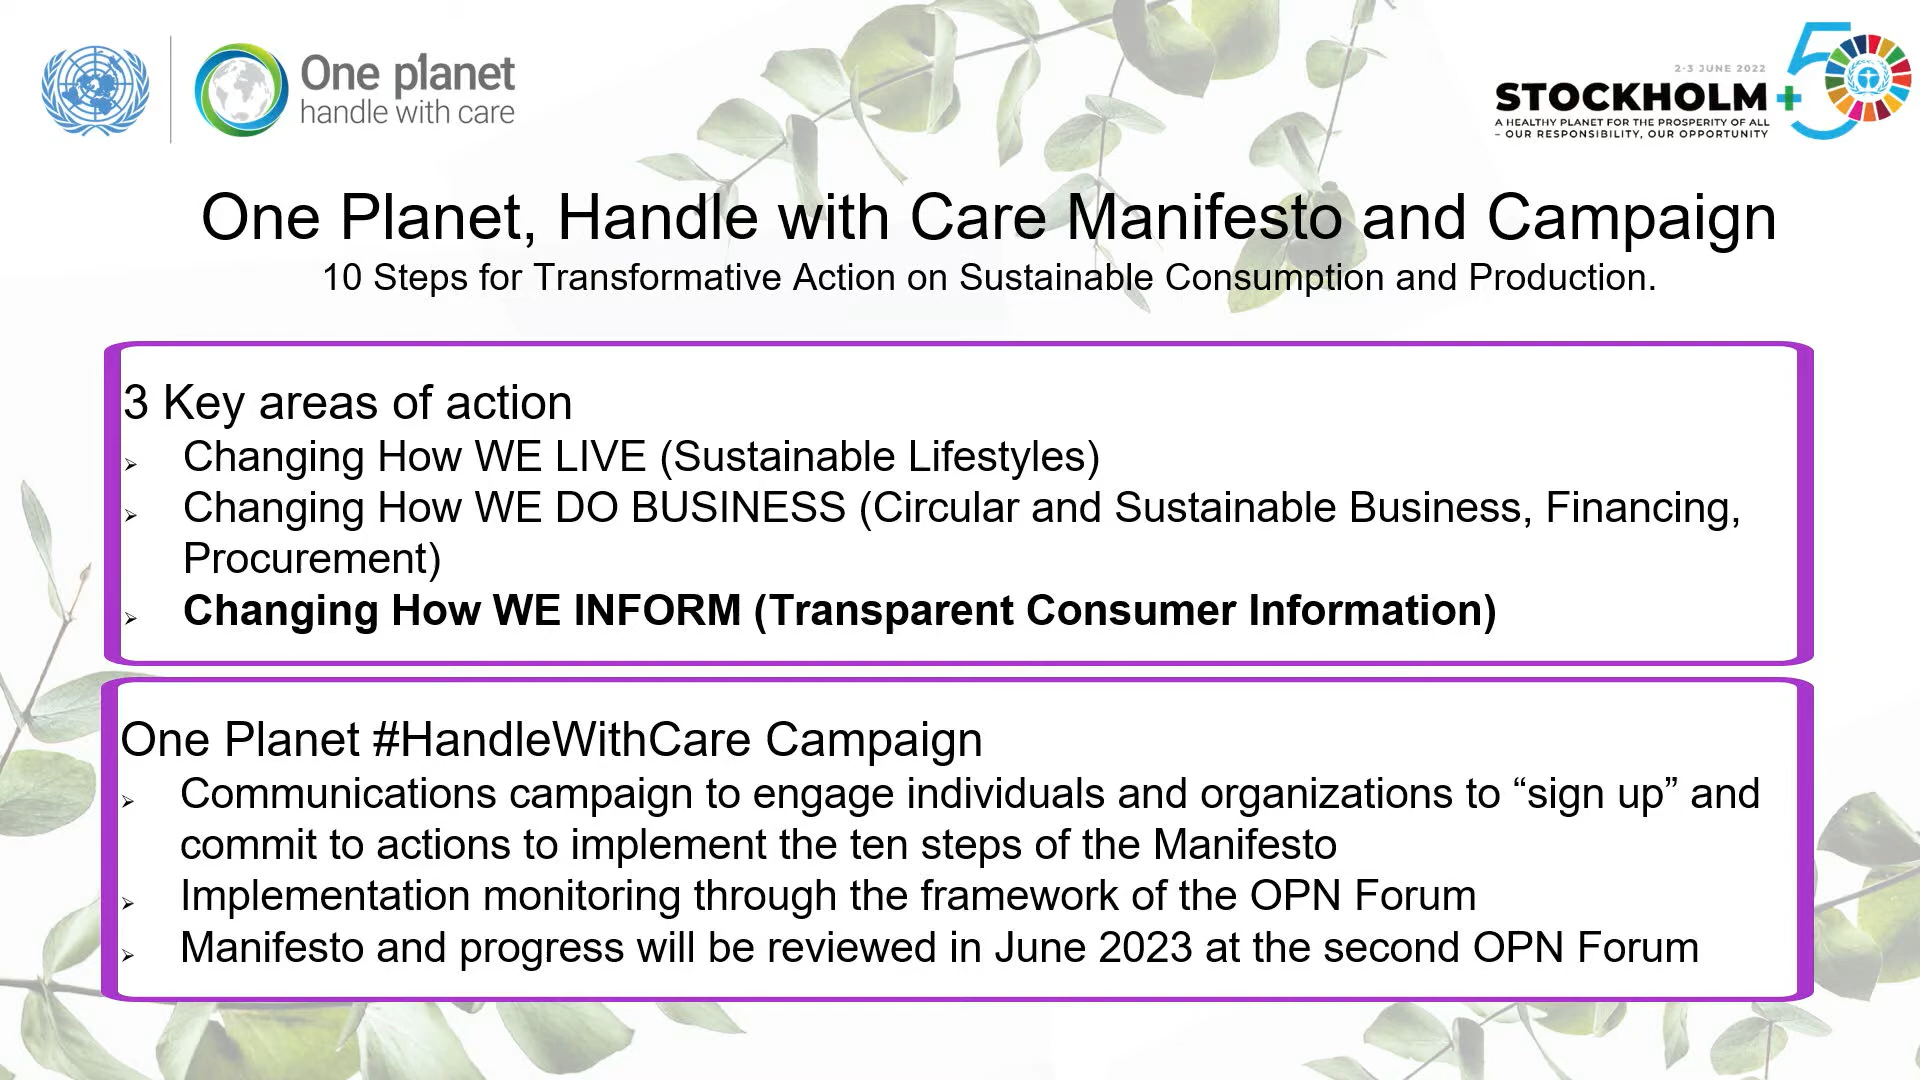 One planet
handle with care
2-3 JUNE 2022
STOCKHOLM+50
A HEALTHY PLANET FOR THE PROSPERITY OF ALL
– OUR RESPONSIBILITY, OUR OPPORTUNITY
One Planet, Handle with Care Manifesto and Campaign
10 Steps for Transformative Action on Sustainable Consumption and Production.
3 Key areas of action
➢ Changing How WE LIVE (Sustainable Lifestyles)
➢ Changing How WE DO BUSINESS (Circular and Sustainable Business, Financing,
Procurement)
➢ Changing How WE INFORM (Transparent Consumer Information)
One Planet #HandleWithCare Campaign
➢ Communications campaign to engage individuals and organizations to “sign up” and
commit to actions to implement the ten steps of the Manifesto
➢ Implementation monitoring through the framework of the OPN Forum
➢ Manifesto and progress will be reviewed in June 2023 at the second OPN Forum